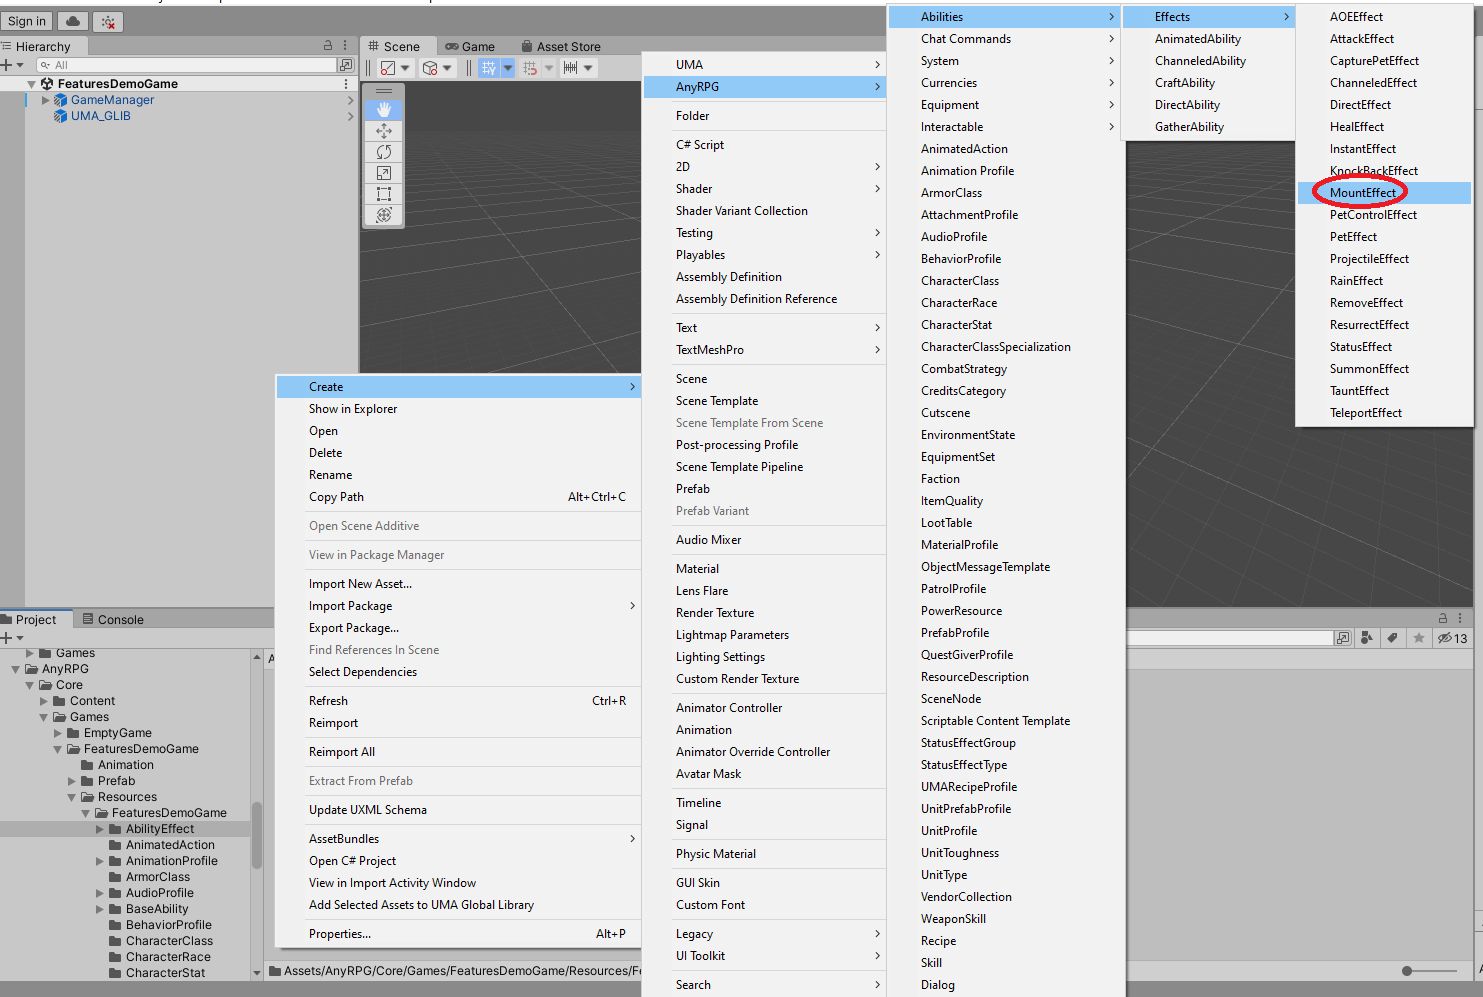 Sign in
Hierarchy
All
FeaturesDemoGame
GameManager
UMA_GLIB
Scene
Game
Asset Store
Create
Show in Explorer
Open
Delete
Rename
Copy Path Alt+Ctrl+C
Open Scene Additive
View in Package Manager
Import New Asset...
Import Package
Export Package...
Find References In Scene
Select Dependencies
Refresh Ctrl+R
Reimport
Reimport All
Extract From Prefab
Update UXML Schema
AssetBundles
Open C# Project
View in Import Activity Window
Add Selected Assets to UMA Global Library
Properties... Alt+P
UMA
AnyRPG
Folder
C# Script
2D
Shader
Shader Variant Collection
Testing
Playables
Assembly Definition
Assembly Definition Reference
Text
TextMeshPro
Scene
Scene Template
Scene Template From Scene
Post-processing Profile
Scene Template Pipeline
Prefab
Prefab Variant
Audio Mixer
Material
Lens Flare
Render Texture
Lightmap Parameters
Lighting Settings
Custom Render Texture
Animator Controller
Animation
Animator Override Controller
Avatar Mask
Timeline
Signal
Physic Material
GUI Skin
Custom Font
Legacy
UI Toolkit
Search
Abilities
Chat Commands
System
Currencies
Equipment
Interactable
AnimatedAction
Animation Profile
ArmorClass
AttachmentProfile
AudioProfile
BehaviorProfile
CharacterClass
CharacterRace
CharacterStat
CharacterClassSpecialization
CombatStrategy
CreditsCategory
Cutscene
EnvironmentState
EquipmentSet
Faction
ItemQuality
LootTable
MaterialProfile
ObjectMessageTemplate
PatrolProfile
PowerResource
PrefabProfile
QuestGiverProfile
ResourceDescription
SceneNode
Scriptable Content Template
StatusEffectGroup
StatusEffectType
UMARecipeProfile
UnitPrefabProfile
UnitProfile
UnitToughness
UnitType
VendorCollection
WeaponSkill
Recipe
Skill
Dialog
Effects
AnimatedAbility
ChanneledAbility
CraftAbility
DirectAbility
GatherAbility
AOEEffect
AttackEffect
CapturePetEffect
ChanneledEffect
DirectEffect
HealEffect
InstantEffect
KnockBackEffect
MountEffect
PetControlEffect
PetEffect
ProjectileEffect
RainEffect
RemoveEffect
ResurrectEffect
StatusEffect
SummonEffect
TauntEffect
TeleportEffect
Project
Console
13
Games
AnyRPG
Core
Content
Games
EmptyGame
FeaturesDemoGame
Animation
Prefab
Resources
FeaturesDemoGame
AbilityEffect
AnimatedAction
AnimationProfile
ArmorClass
AudioProfile
BaseAbility
BehaviorProfile
CharacterClass
CharacterRace
CharacterStat
Assets/AnyRPG/Core/Games/FeaturesDemoGame/Resources/